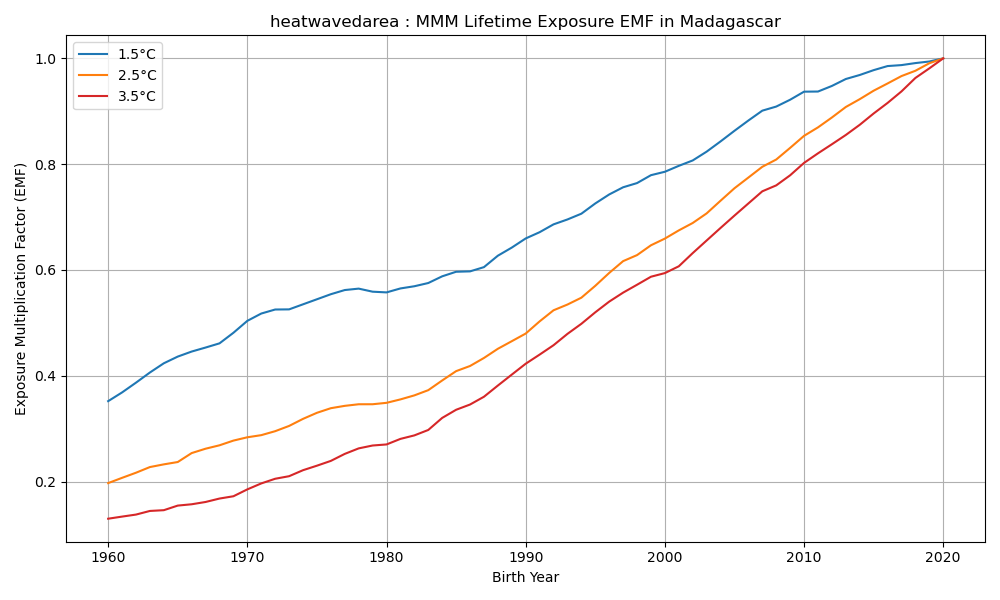 heatwavedarea : MMM Lifetime Exposure EMF in Madagascar
1.5°C
2.5°C
3.5°C
Exposure Multiplication Factor (EMF)
1.0
0.8
0.6
0.4
0.2
1960 1970 1980 1990 2000 2010 2020
Birth Year